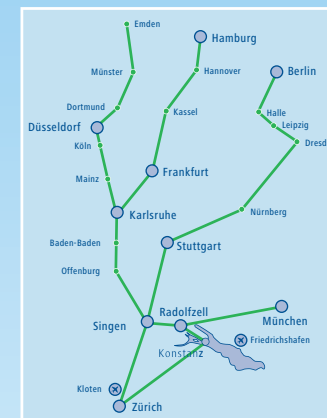 Emden
Hamburg
Münster
Hannover
Berlin
Dortmund
Kassel
Halle
Düsseldorf
Leipzig
Köln
Dresd
Mainz
Frankfurt
Karlsruhe
Nürnberg
Baden-Baden
Stuttgart
Offenburg
Radolfzell
München
Singen
Friedrichshafen
Konstanz
Kloten
Zürich